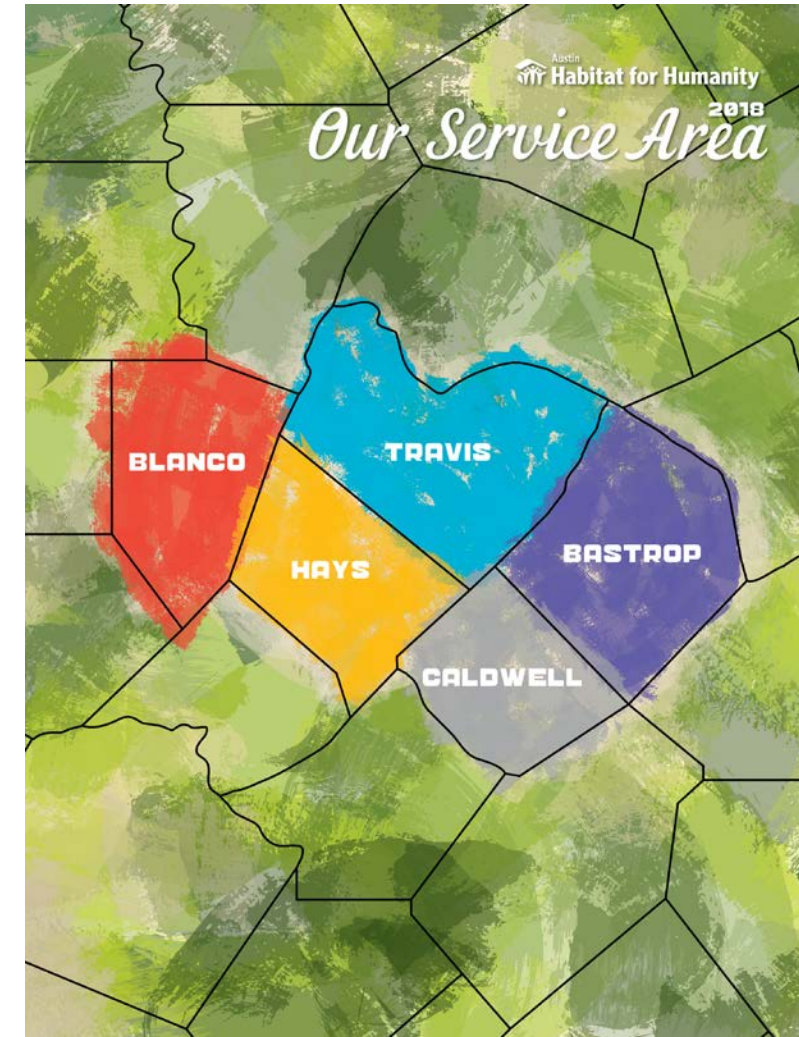 Austin
Habitat for Humanity
2018
Our Service Area
TRAVIS
BLANCO
BASTROP
HAYS
CALDWELL